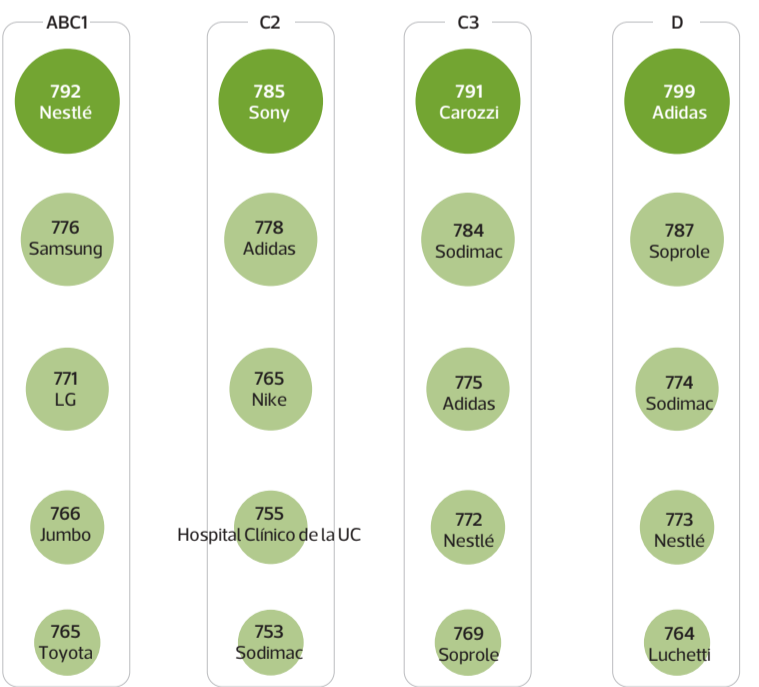 ABC1
792
Nestlé
776
Samsung
771
LG
766
Jumbo
765
Toyota
C2
785
Sony
778
Adidas
765
Nike
755
Hospital Clínico de la UC
753
Sodimac
C3
791
Carozzi
784
Sodimac
775
Adidas
772
Nestlé
769
Soprole
D
799
Adidas
787
Soprole
774
Sodimac
773
Nestlé
764
Luchetti